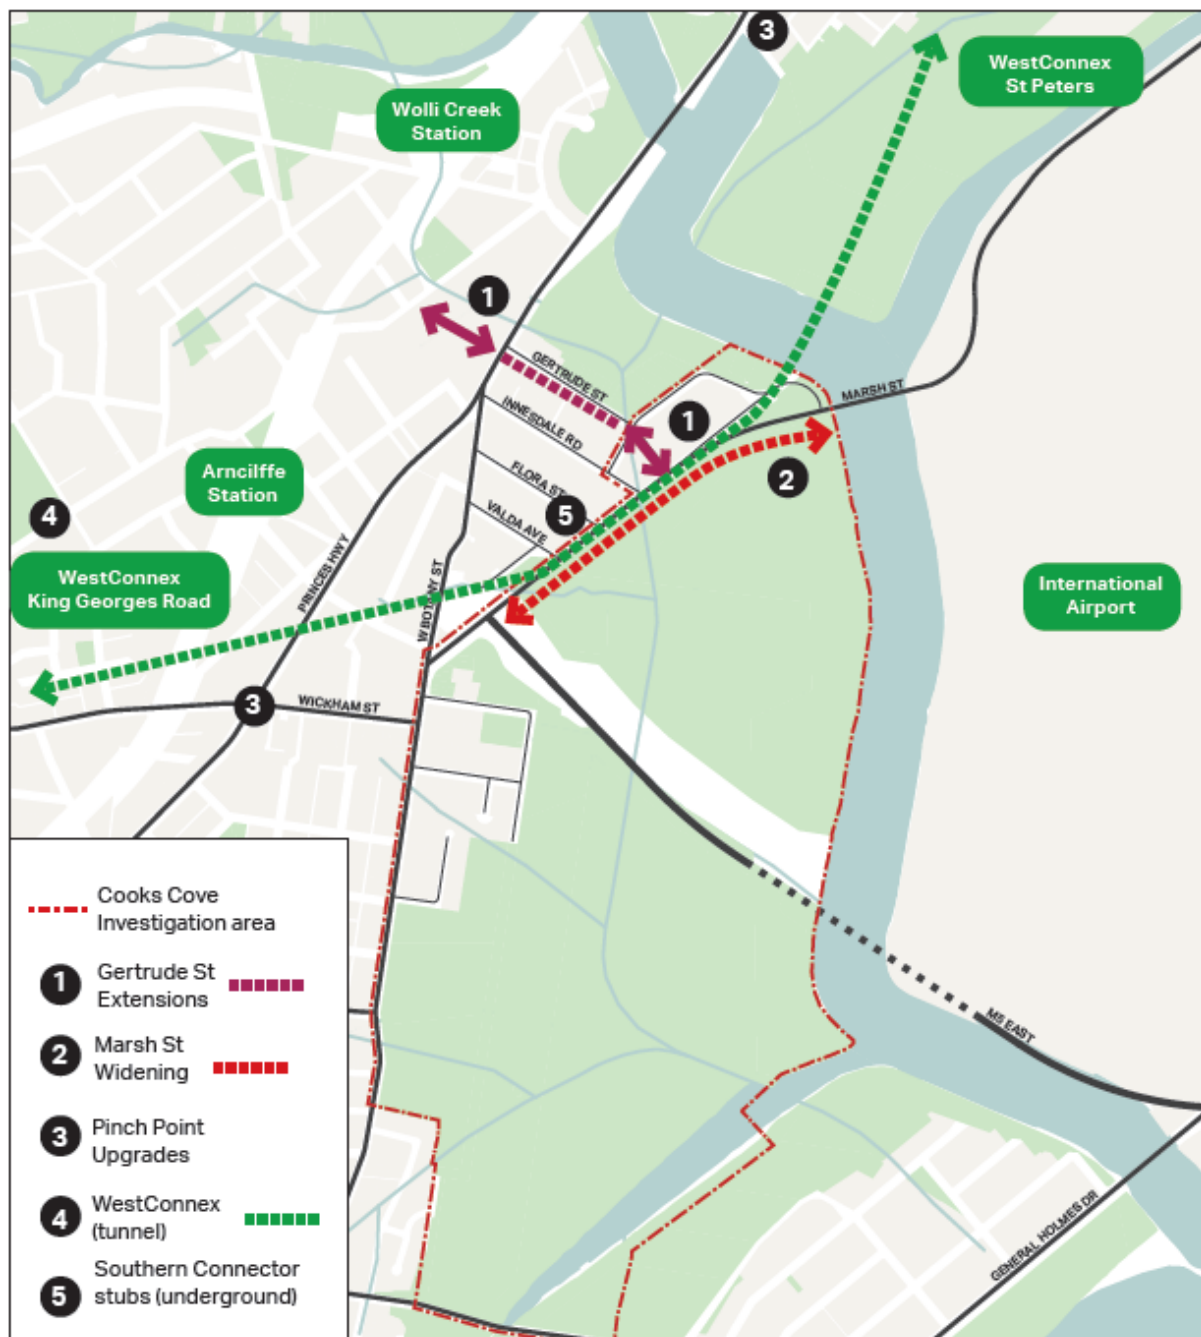 3
WestConnex
St Peters
Wolli Creek
Station
1
GERTRUDE ST
INNESDALE RD
MARSH ST
1
FLORA ST
2
Arncilffe
Station
VALDA AVE
5
4
PRINCES HWY
WestConnex
King Georges Road
W BOTANY ST
International
Airport
3
WICKHAM ST
M5 EAST
GENERAL HOLMES DR
Cooks Cove
Investigation area
1
Gertrude St
Extensions
2
Marsh St
Widening
3
Pinch Point
Upgrades
4
WestConnex
(tunnel)
5
Southern Connector
stubs (underground)